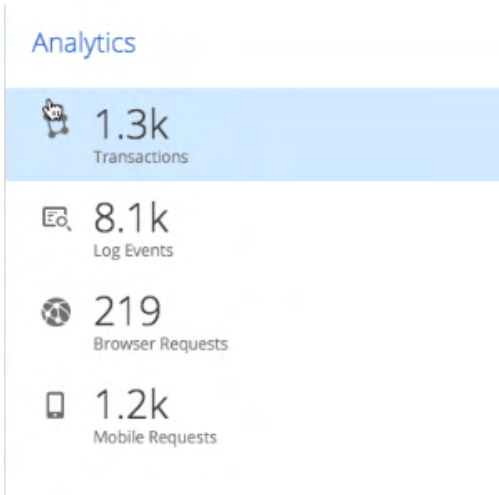 Analytics
1.3k
Transactions
8.1k
Log Events
219
Browser Requests
1.2k
Mobile Requests